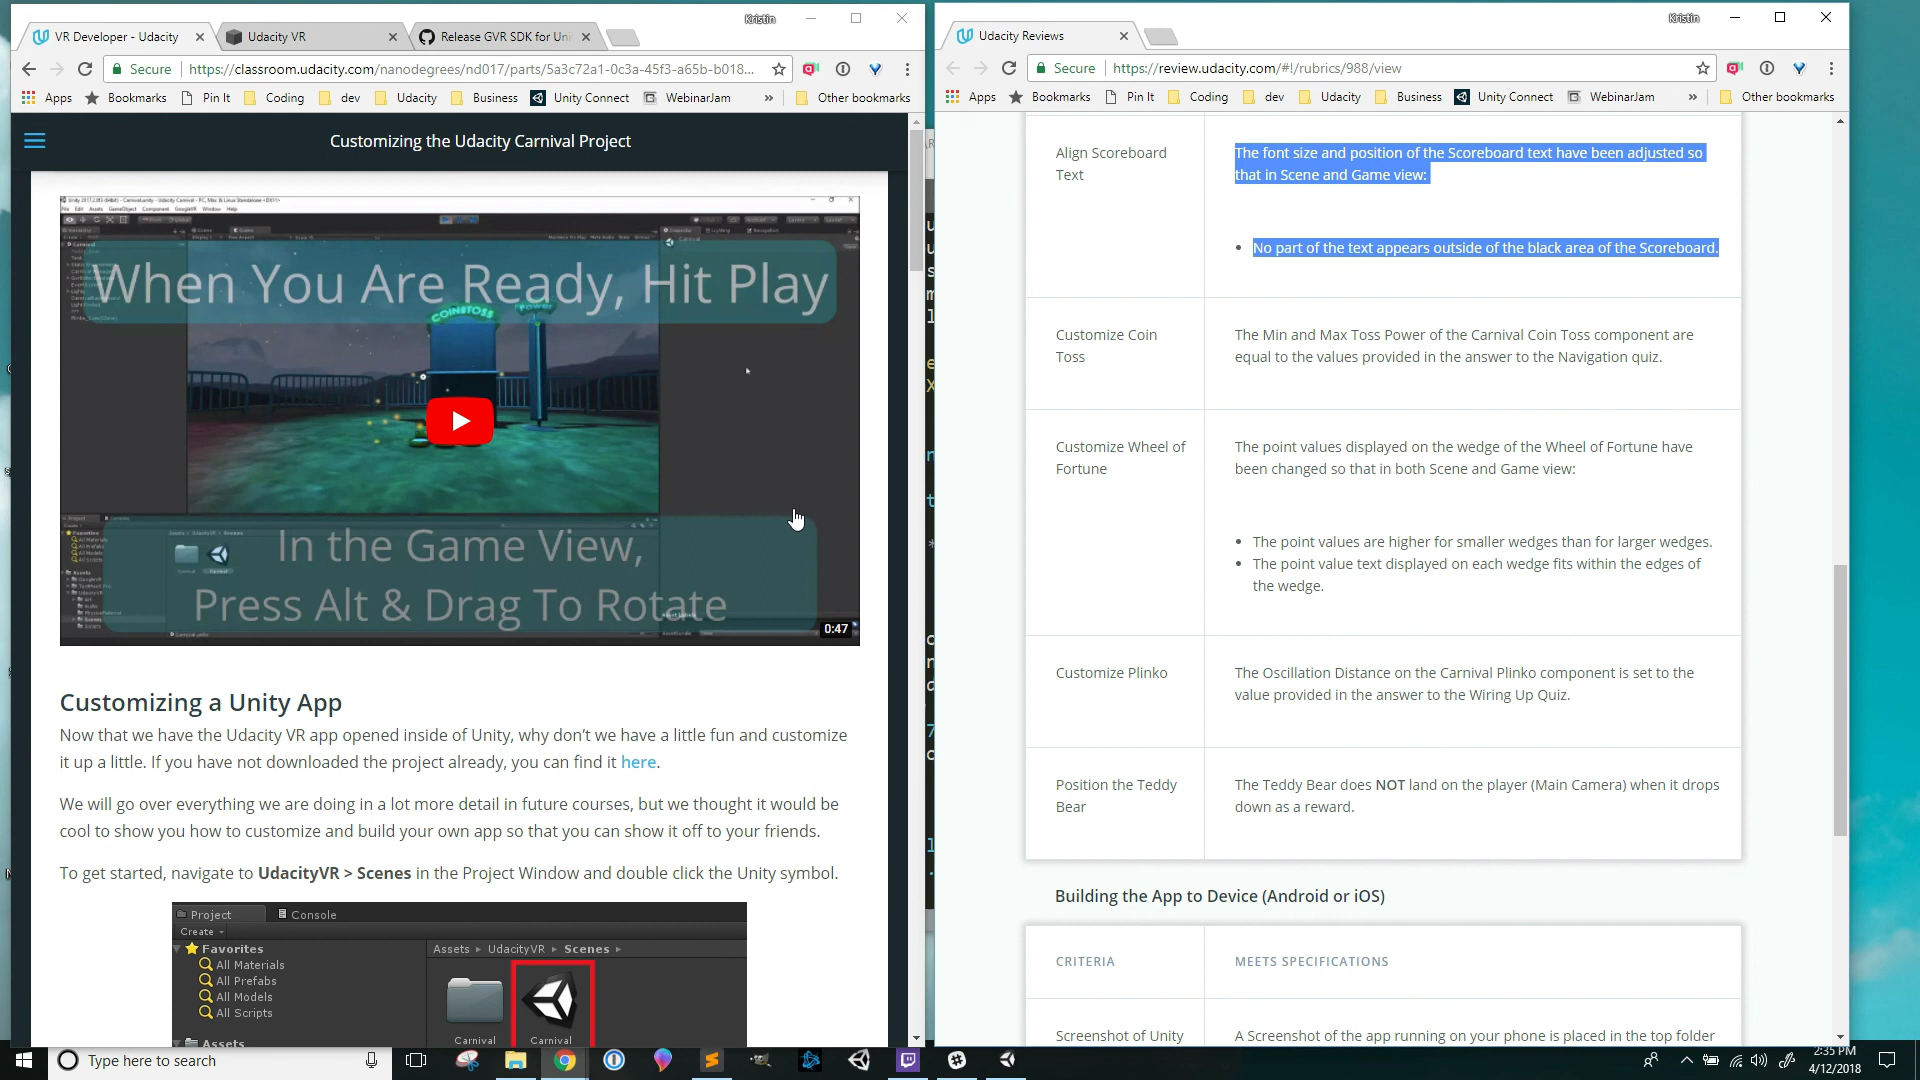 Kristin
VR Developer - Udacity
Udacity VR
Release GVR SDK for Uni
Secure
https://classroom.udacity.com/nanodegrees/nd017/parts/5a3c72a1-0c3a-45f3-a65b-b018...
Apps
Bookmarks
Pin It
Coding
dev
Udacity
Business
Unity Connect
WebinarJam
»
Other bookmarks
Customizing the Udacity Carnival Project
When You Are Ready, Hit Play
COIN TOSS
Power
In the Game View,
Press Alt & Drag To Rotate
0:47
Customizing a Unity App
Now that we have the Udacity VR app opened inside of Unity, why don't we have a little fun and customize
it up a little. If you have not downloaded the project already, you can find it here.
We will go over everything we are doing in a lot more detail in future courses, but we thought it would be
cool to show you how to customize and build your own app so that you can show it off to your friends.
To get started, navigate to UdacityVR > Scenes in the Project Window and double click the Unity symbol.
Project
Console
Create
Favorites
All Materials
All Prefabs
All Models
All Scripts
Assets
Assets ▸ UdacityVR ▸ Scenes ▸
Carnival
Carnival
Kristin
Udacity Reviews
Secure
https://review.udacity.com/#!/rubrics/988/view
Apps
Bookmarks
Pin It
Coding
dev
Udacity
Business
Unity Connect
WebinarJam
»
Other bookmarks
Align Scoreboard
Text
The font size and position of the Scoreboard text have been adjusted so
that in Scene and Game view:
• No part of the text appears outside of the black area of the Scoreboard.
Customize Coin
Toss
The Min and Max Toss Power of the Carnival Coin Toss component are
equal to the values provided in the answer to the Navigation quiz.
Customize Wheel of
Fortune
The point values displayed on the wedge of the Wheel of Fortune have
been changed so that in both Scene and Game view:
• The point values are higher for smaller wedges than for larger wedges.
• The point value text displayed on each wedge fits within the edges of
the wedge.
Customize Plinko
The Oscillation Distance on the Carnival Plinko component is set to the
value provided in the answer to the Wiring Up Quiz.
Position the Teddy
Bear
The Teddy Bear does NOT land on the player (Main Camera) when it drops
down as a reward.
Building the App to Device (Android or iOS)
CRITERIA
MEETS SPECIFICATIONS
Screenshot of Unity
A Screenshot of the app running on your phone is placed in the top folder
Type here to search
2:35 PM
4/12/2018